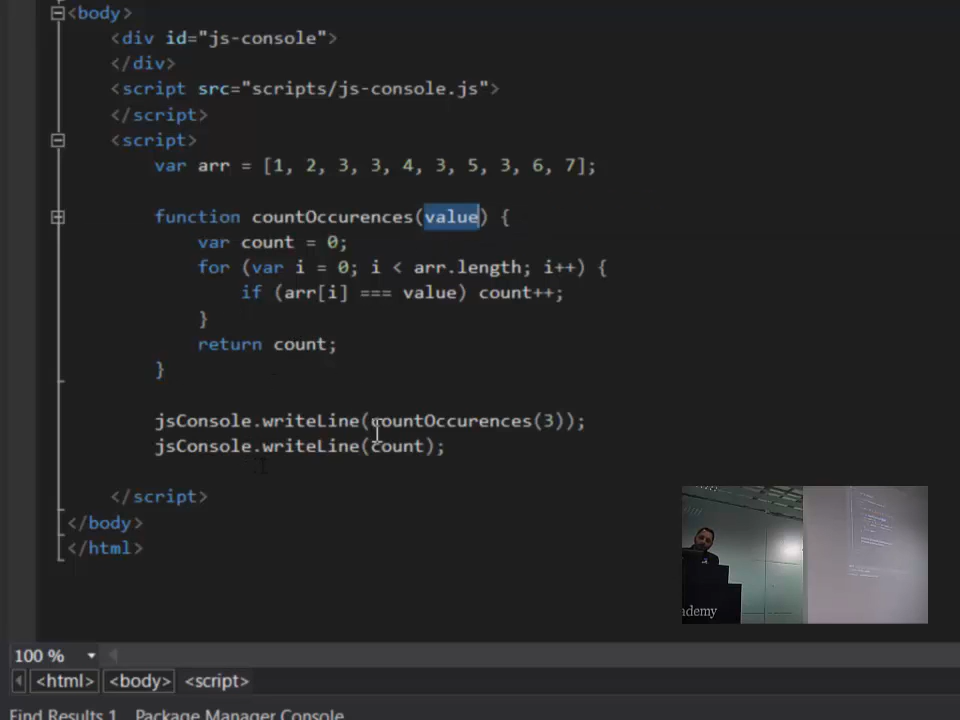 <body>
<div id="js-console">
</div>
<script src="scripts/js-console.js">
</script>
<script>
var arr = [1, 2, 3, 3, 4, 3, 5, 3, 6, 7];
function countOccurences(value) {
var count = 0;
for (var i = 0; i < arr.length; i++) {
if (arr[i] === value) count++;
}
return count;
}
jsConsole.writeLine(countOccurences(3));
jsConsole.writeLine(count);
</script>
</body>
</html>
ademy
100 %
<html> <body> <script>
Find Results 1 Package Manager Console